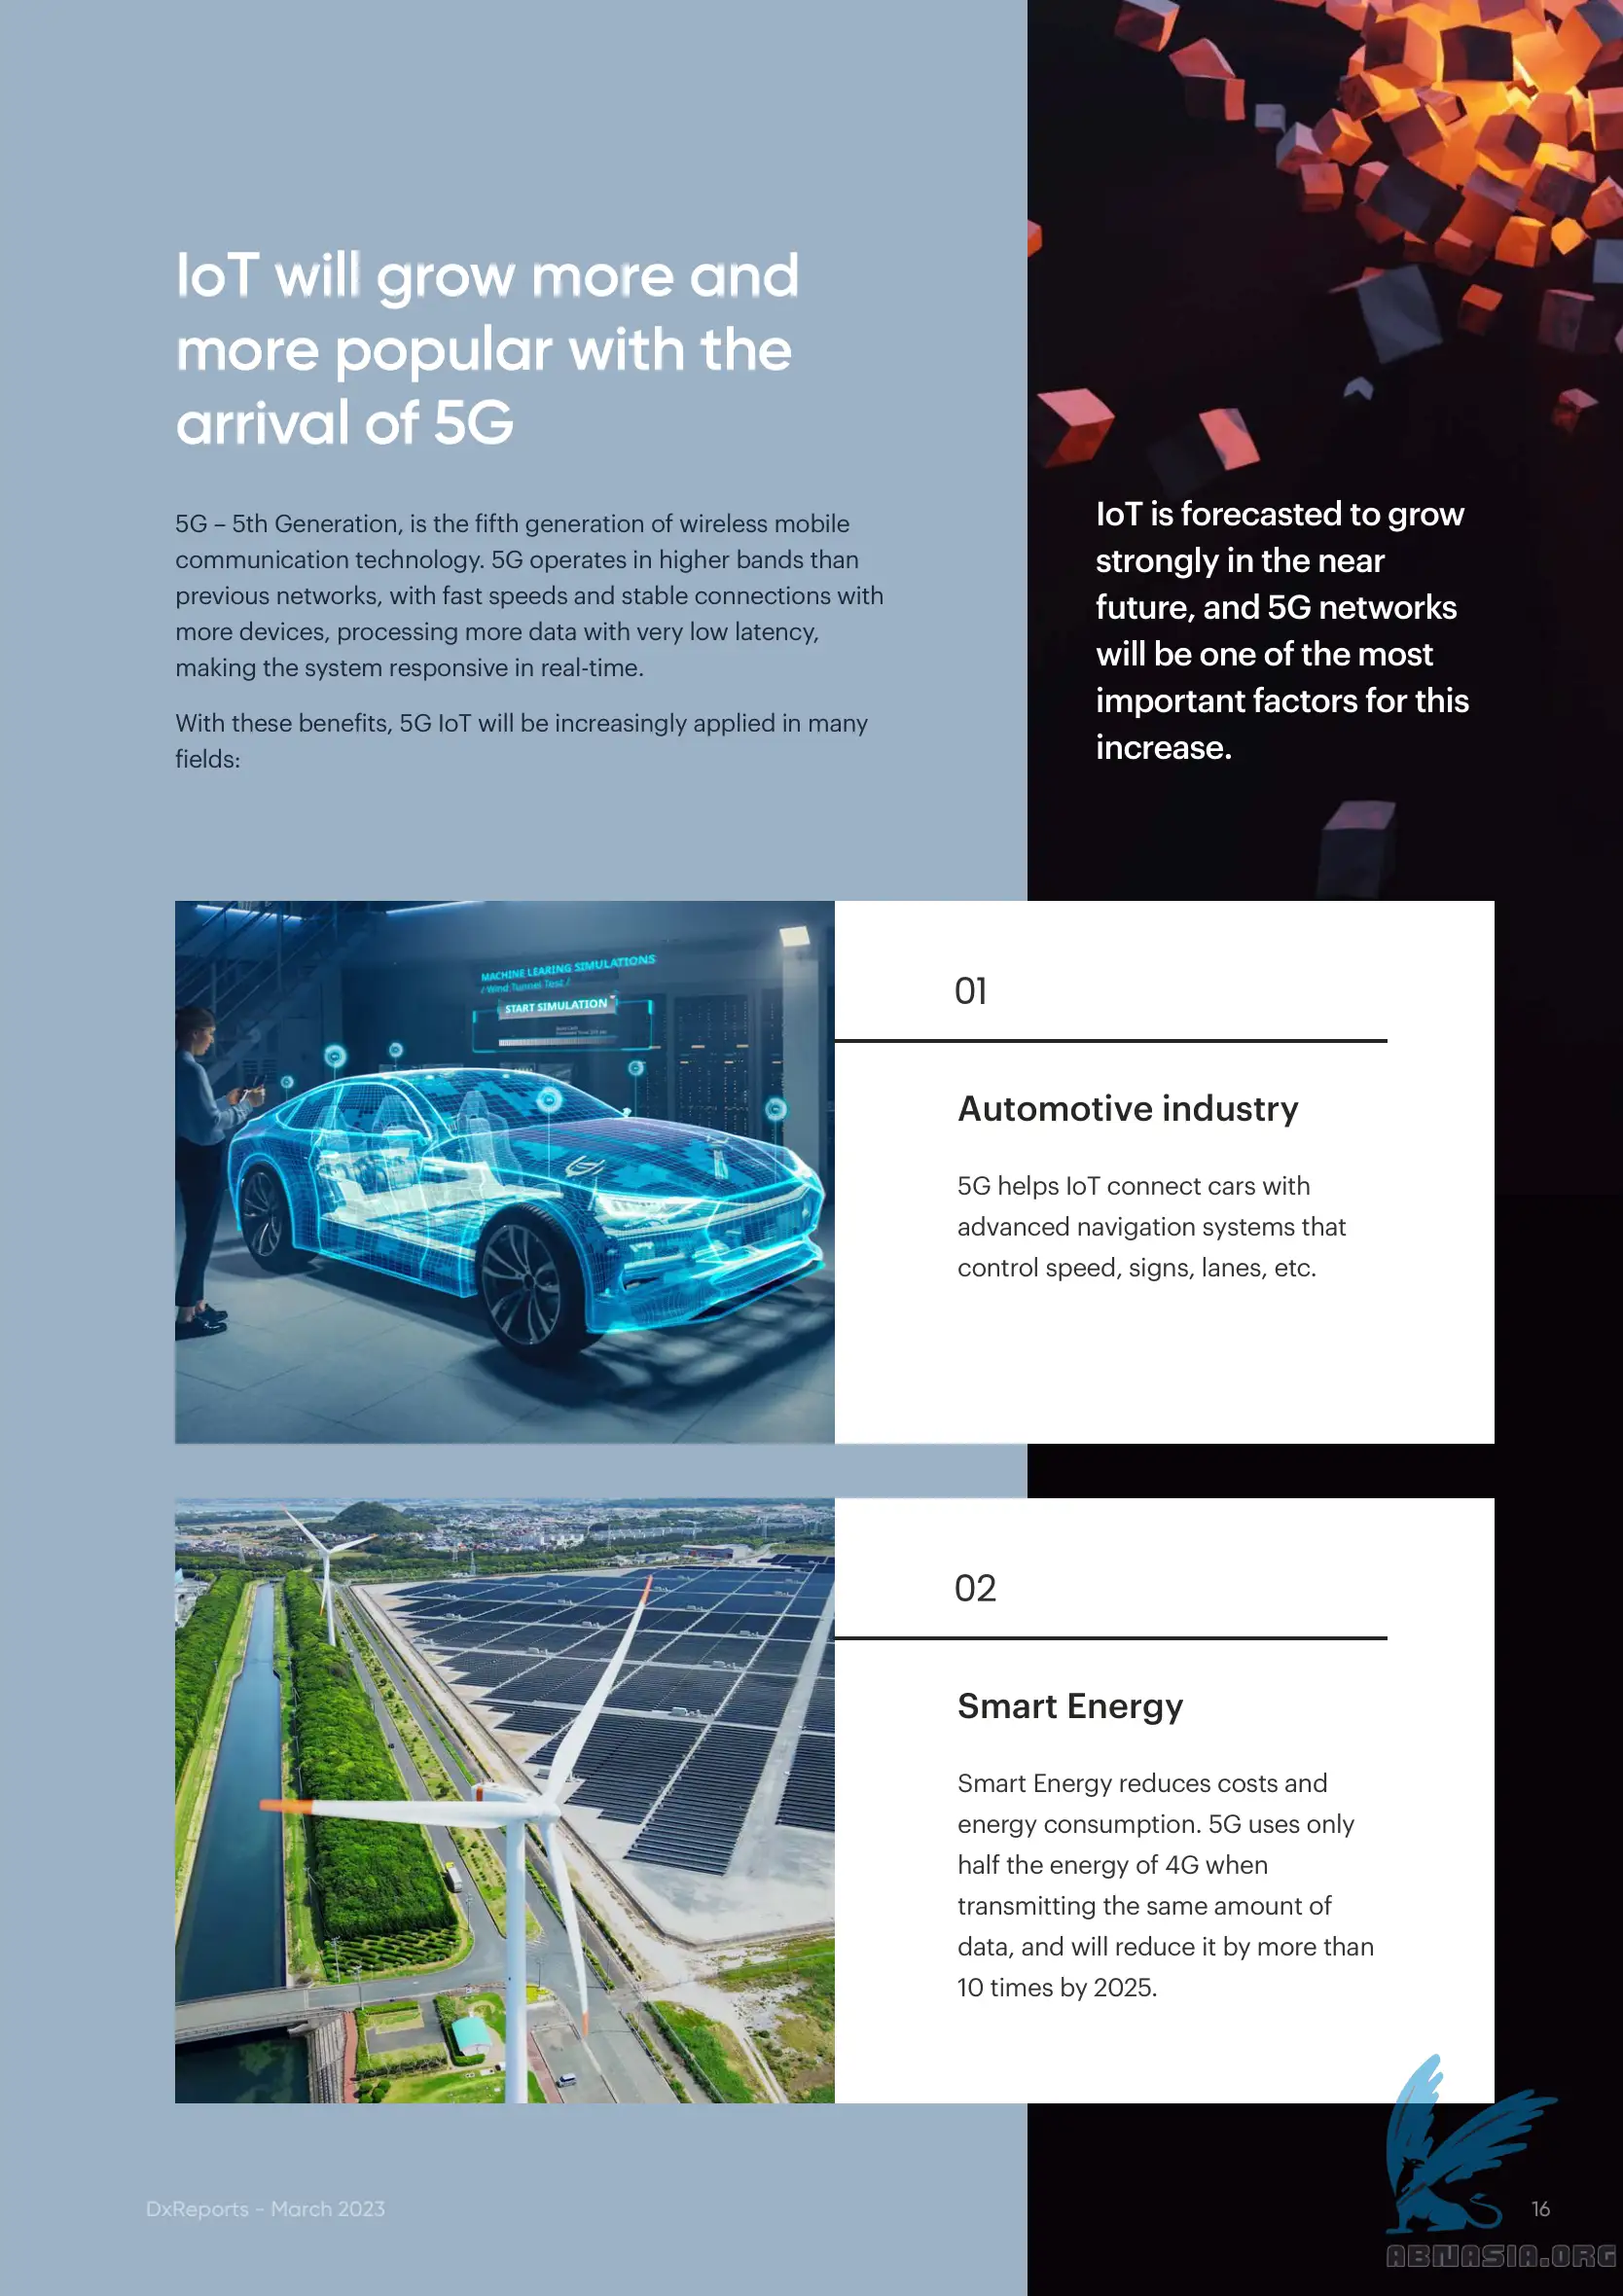 IoT will grow more and
more popular with the
arrival of 5G
5G – 5th Generation, is the fifth generation of wireless mobile
communication technology. 5G operates in higher bands than
previous networks, with fast speeds and stable connections with
more devices, processing more data with very low latency,
making the system responsive in real-time.
With these benefits, 5G IoT will be increasingly applied in many
fields:
IoT is forecasted to grow
strongly in the near
future, and 5G networks
will be one of the most
important factors for this
increase.
MACHINE LEARING SIMULATIONS
/ Wind Tunnel Test /
START SIMULATION
01
Automotive industry
5G helps IoT connect cars with
advanced navigation systems that
control speed, signs, lanes, etc.
02
Smart Energy
Smart Energy reduces costs and
energy consumption. 5G uses only
half the energy of 4G when
transmitting the same amount of
data, and will reduce it by more than
10 times by 2025.
DxReports - March 2023
16
ABNASIA.ORG